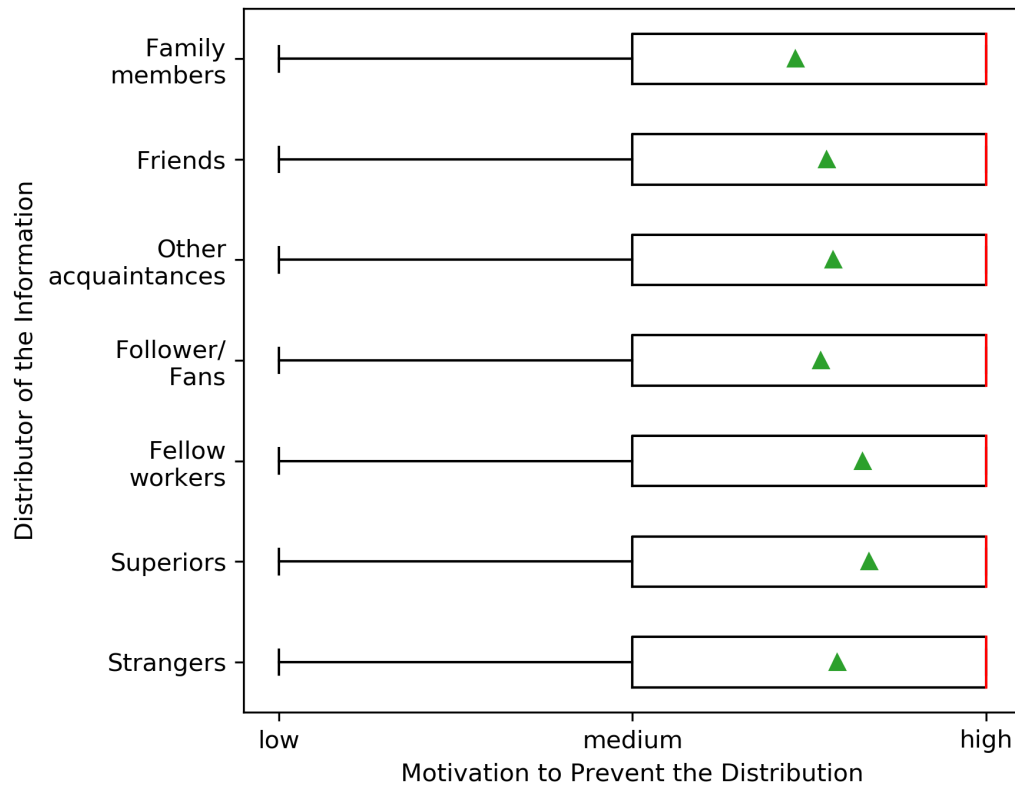 Family
members
Friends
Other
acquaintances
Follower/
Fans
Fellow
workers
Superiors
Strangers
Distributor of the Information
low
medium
high
Motivation to Prevent the Distribution